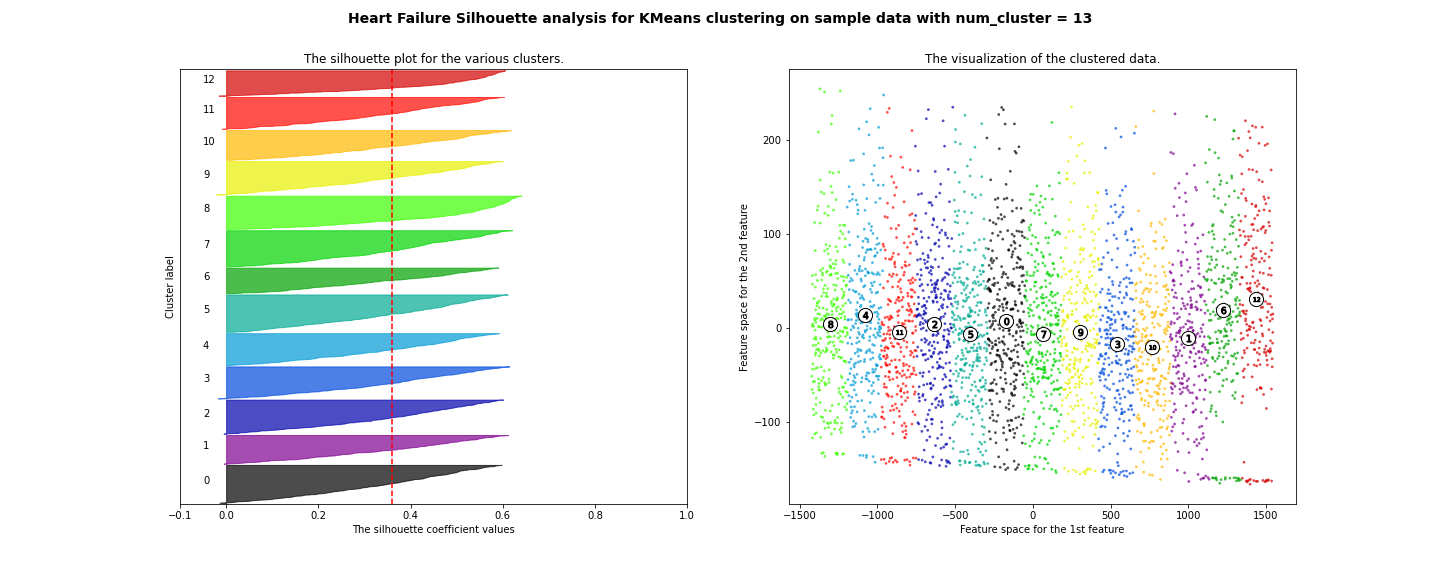 Heart Failure Silhouette analysis for KMeans clustering on sample data with num_cluster = 13
The silhouette plot for the various clusters.
12
11
10
9
8
7
6
5
4
3
2
1
0
Cluster label
−0.1 0.0 0.2 0.4 0.6 0.8 1.0
The silhouette coefficient values
The visualization of the clustered data.
200
100
0
−100
Feature space for the 2nd feature
8 4 11 2 5 0 7 9 3 10 1 6 12
−1500 −1000 −500 0 500 1000 1500
Feature space for the 1st feature